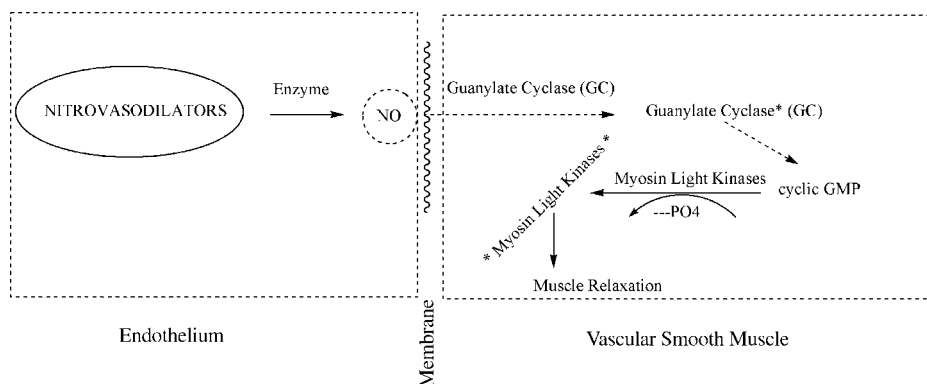 NITROVASODILATORS
Enzyme
NO
Guanylate Cyclase (GC)
Guanylate Cyclase* (GC)
cyclic GMP
Myosin Light Kinases
---PO4
* Myosin Light Kinases *
Muscle Relaxation
Endothelium
Membrane
Vascular Smooth Muscle